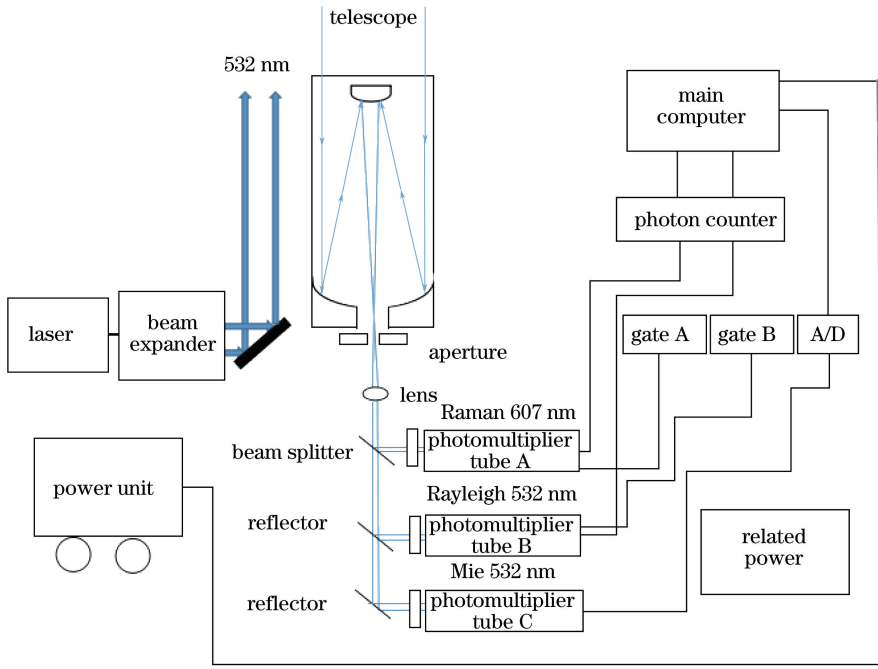 telescope
532 nm
main
computer
photon counter
laser
beam
expander
gate A
gate B
A/D
aperture
lens
Raman 607 nm
beam splitter
photomultiplier
tube A
power unit
Rayleigh 532 nm
reflector
photomultiplier
tube B
related
power
Mie 532 nm
reflector
photomultiplier
tube C